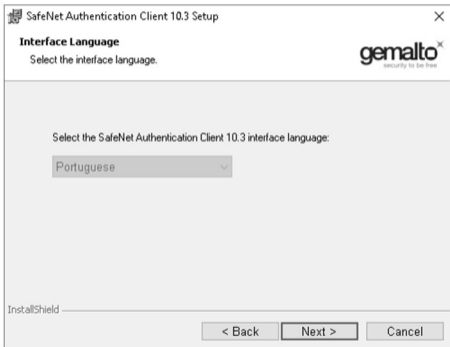 SafeNet Authentication Client 10.3 Setup
Interface Language
Select the interface language.
gemalto
security to be free
Select the SafeNet Authentication Client 10.3 interface language:
Portuguese
InstallShield
< Back
Next >
Cancel